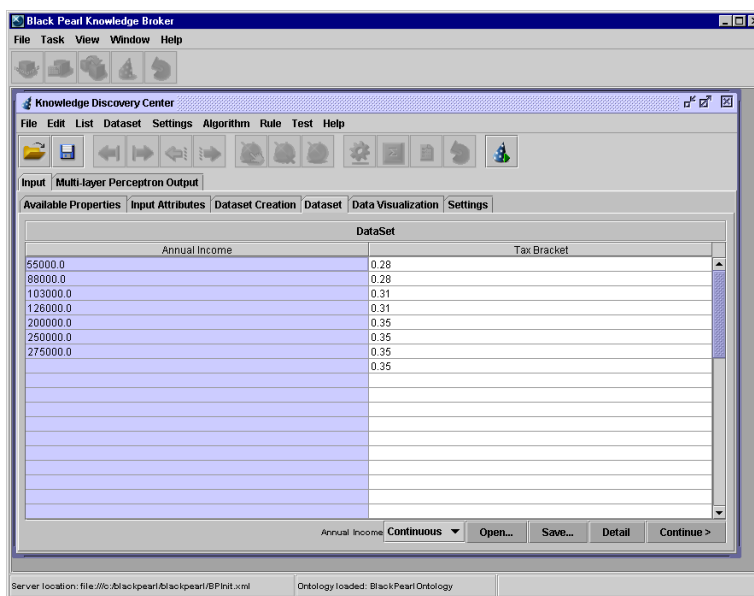 Black Pearl Knowledge Broker
File Task View Window Help
Knowledge Discovery Center
File Edit List Dataset Settings Algorithm Rule Test Help
Input Multi-layer Perceptron Output
Available Properties Input Attributes Dataset Creation Dataset Data Visualization Settings
DataSet
Annual Income Tax Bracket
55000.0 0.28
88000.0 0.28
103000.0 0.31
126000.0 0.31
200000.0 0.35
250000.0 0.35
275000.0 0.35
0.35
Annual Income Continuous Open... Save... Detail Continue >
Server location: file:///c:/blackpearl/blackpearl/BPInit.xml Ontology loaded: BlackPearlOntology